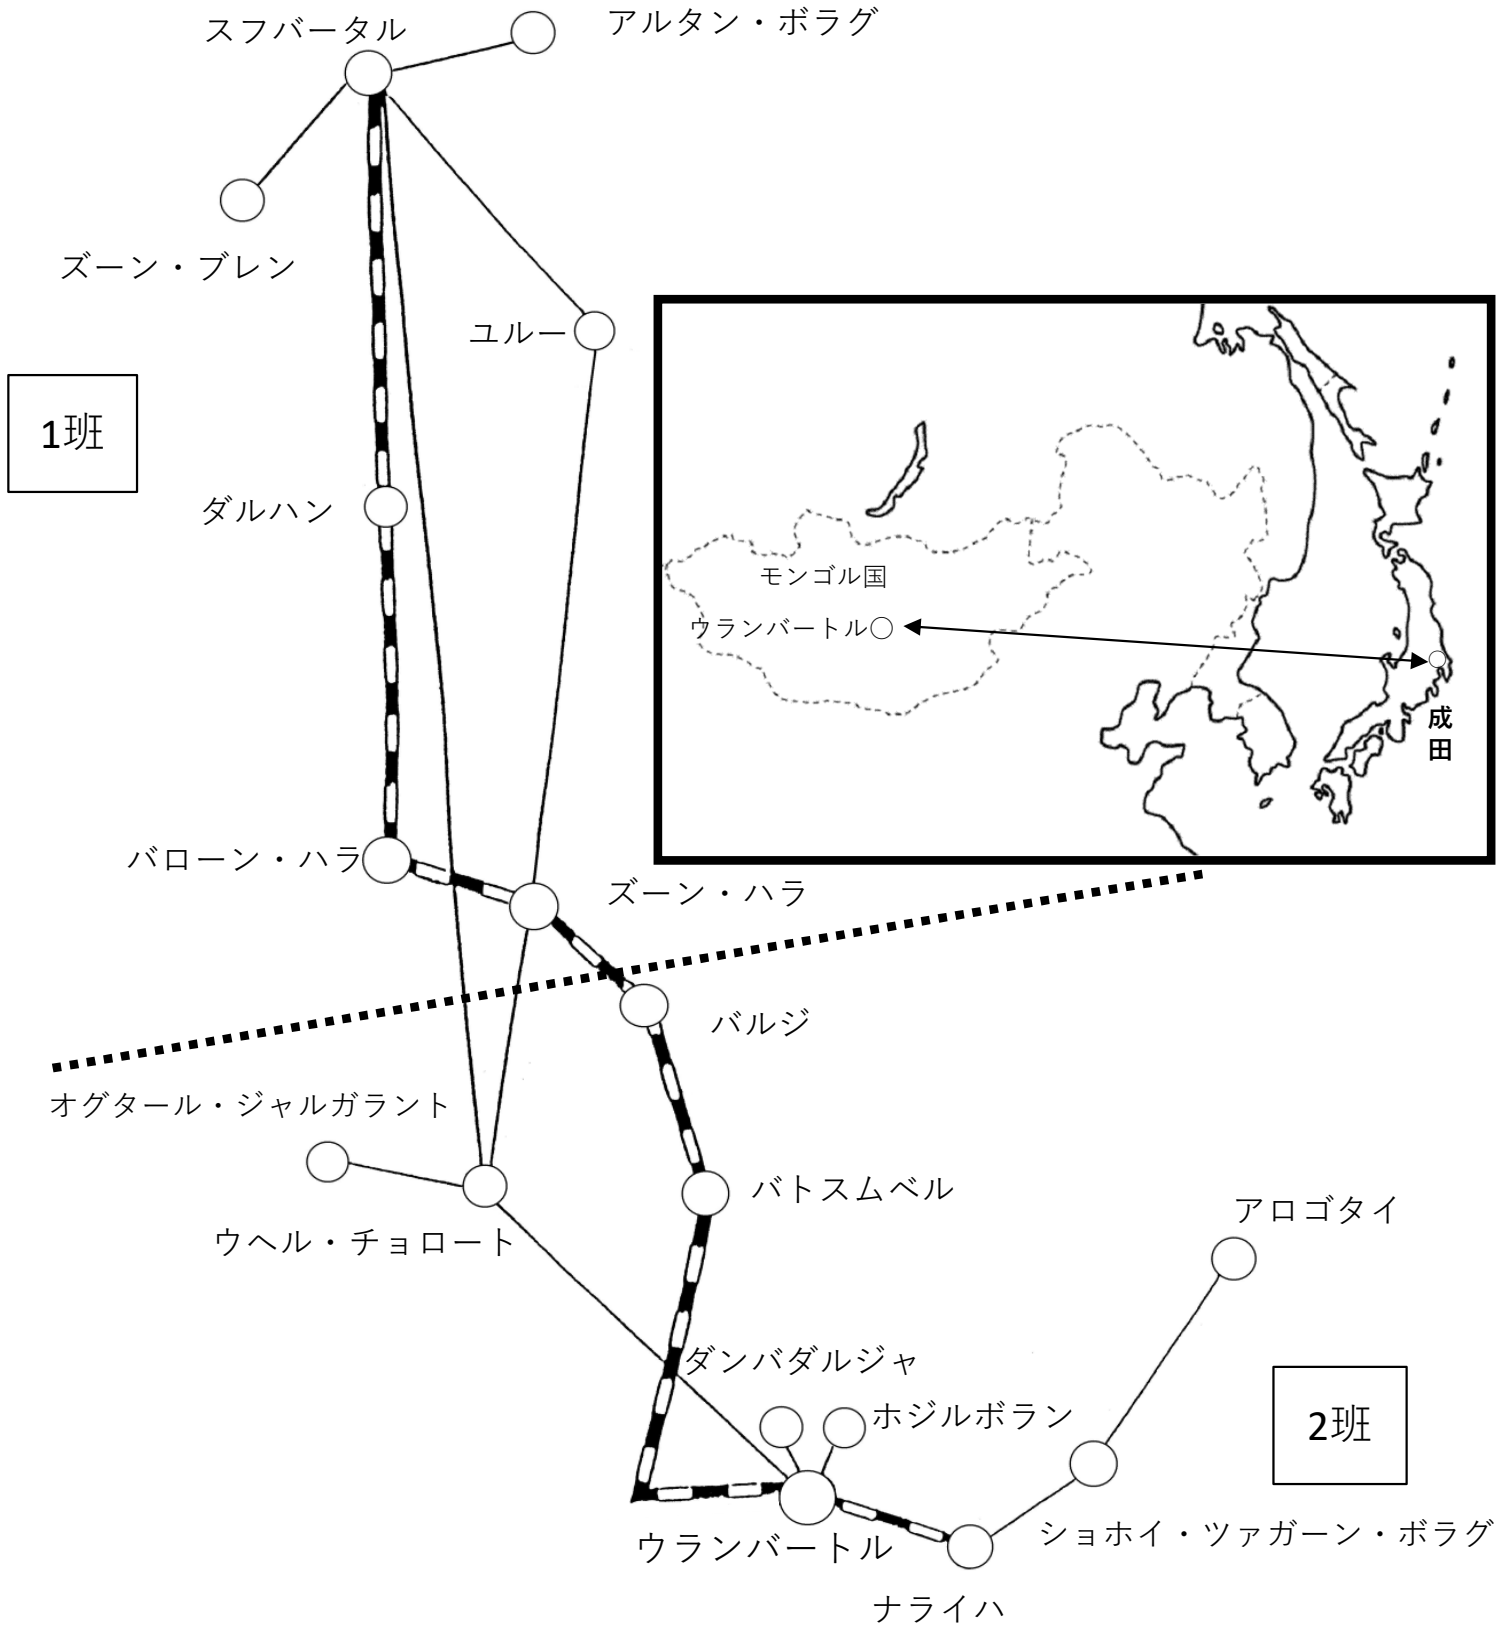 スフバータル
アルタン・ボラグ
ズーン・ブレン
ユルー
1班
ダルハン
モンゴル国
ウランバートル
成田
バローン・ハラ
ズーン・ハラ
バルジ
オグタール・ジャルガラント
バトスムベル
ウヘル・チョロート
アロゴタイ
ダンバダルジャ
ホジルボラン
2班
ショホイ・ツァガーン・ボラグ
ウランバートル
ナライハ